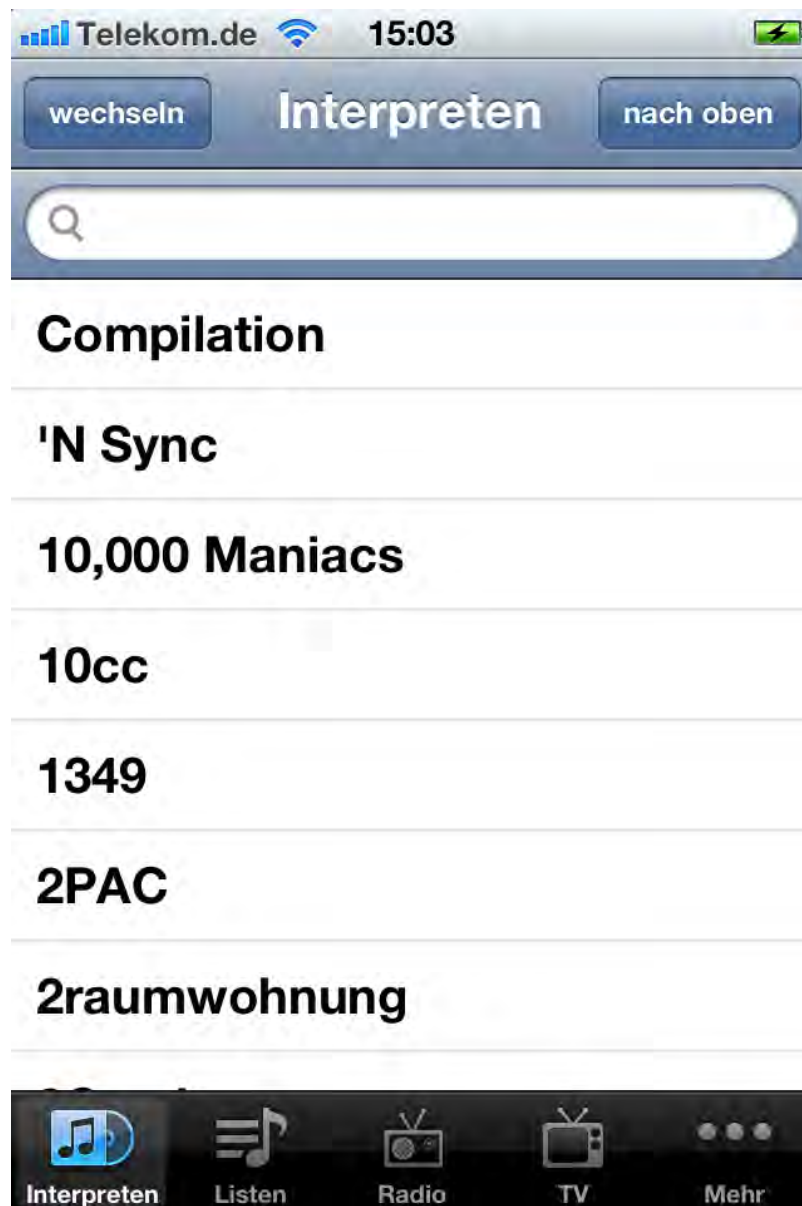 Telekom.de 15:03
wechseln Interpreten nach oben
Compilation
'N Sync
10,000 Maniacs
10cc
1349
2PAC
2raumwohnung
Interpreten Listen Radio TV Mehr